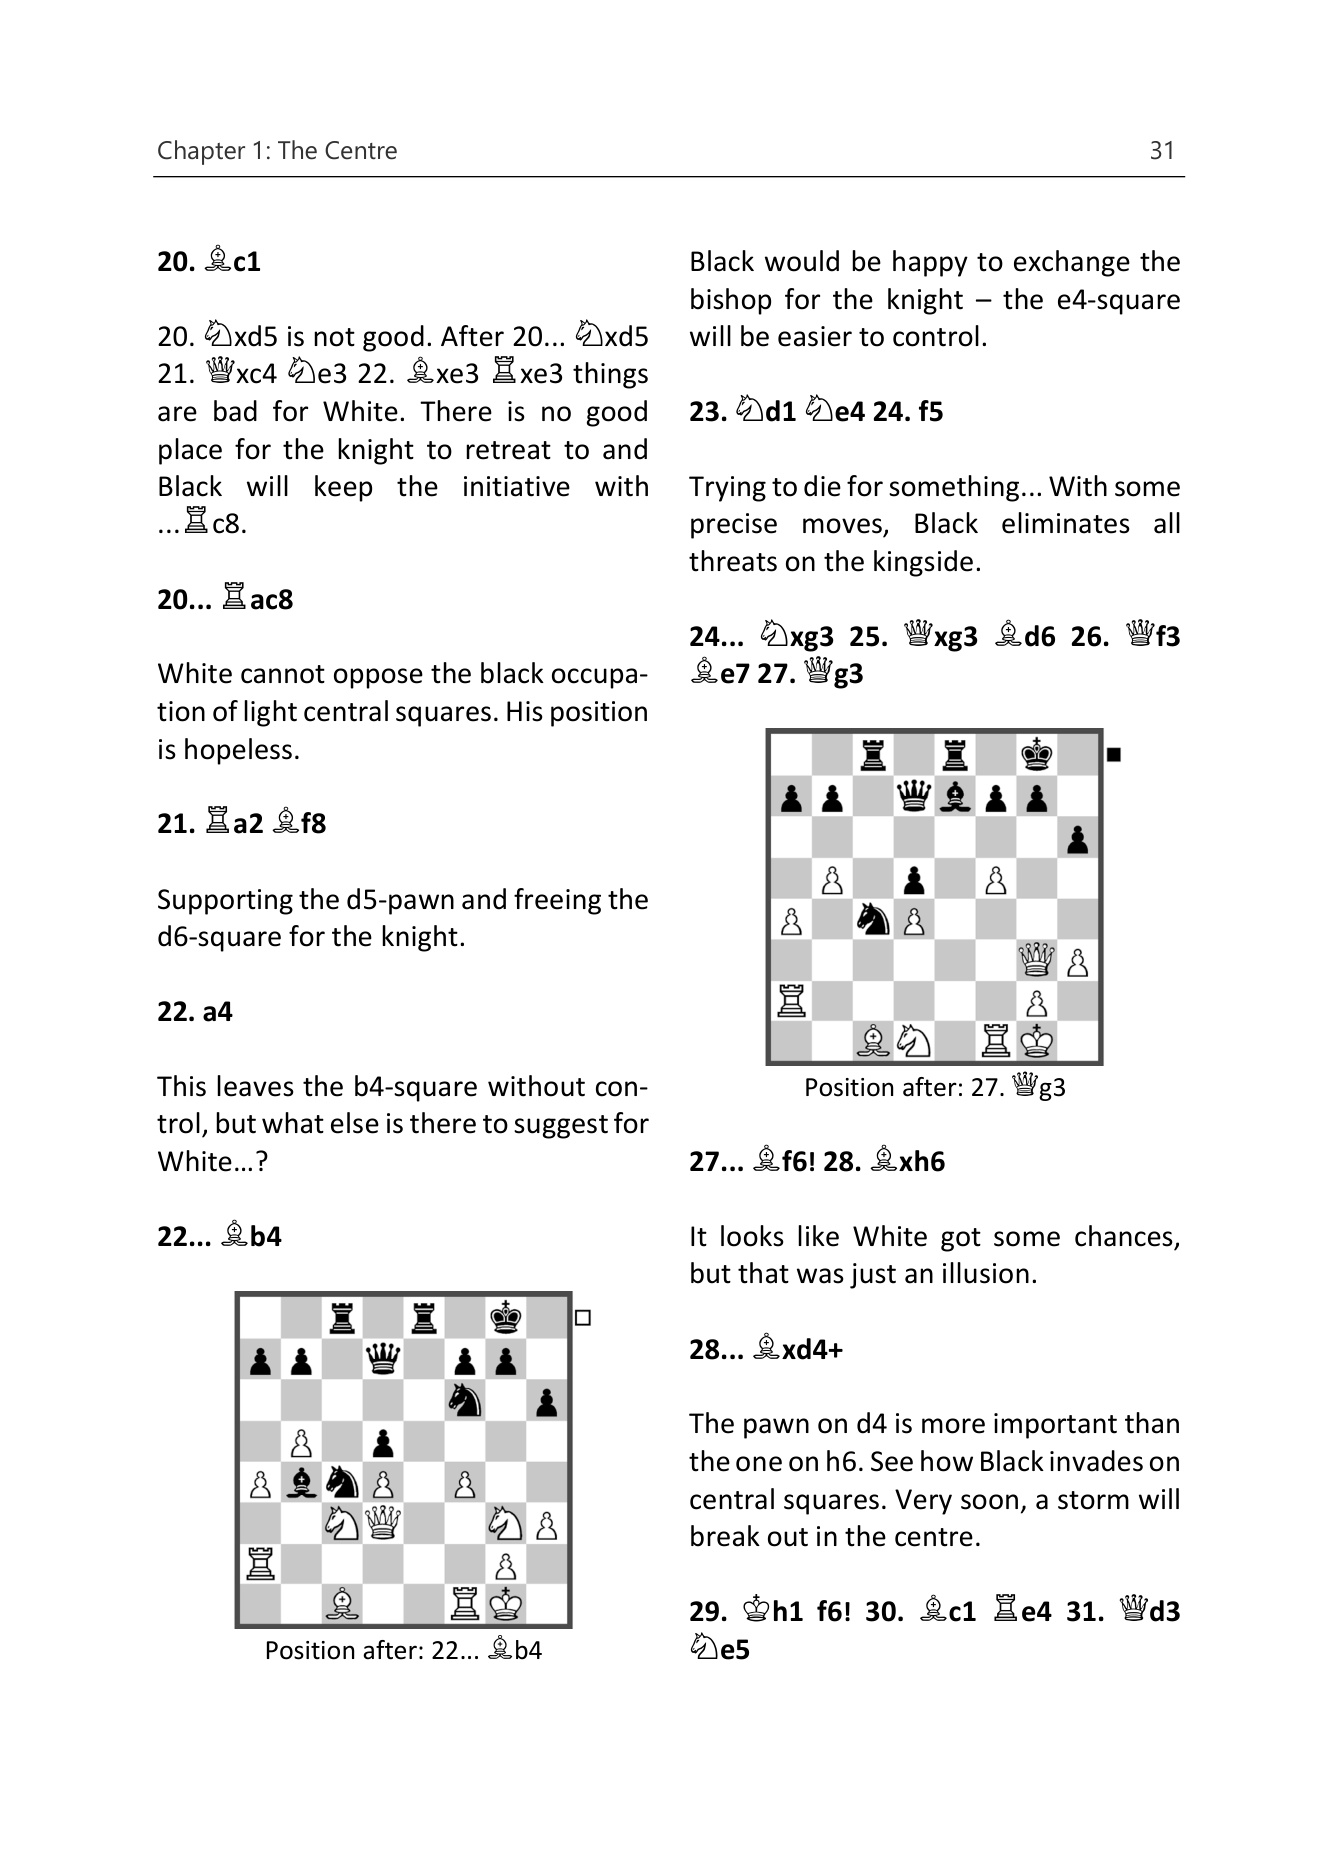 Chapter 1: The Centre 31
20. ♗c1
20. ♘xd5 is not good. After 20... ♘xd5
21. ♕xc4 ♘e3 22. ♗xe3 ♖xe3 things
are bad for White. There is no good
place for the knight to retreat to and
Black will keep the initiative with
...♖c8.
20... ♖ac8
White cannot oppose the black occupa-
tion of light central squares. His position
is hopeless.
21. ♖a2 ♗f8
Supporting the d5-pawn and freeing the
d6-square for the knight.
22. a4
This leaves the b4-square without con-
trol, but what else is there to suggest for
White...?
22... ♗b4
Position after: 22... ♗b4
Black would be happy to exchange the
bishop for the knight – the e4-square
will be easier to control.
23. ♘d1 ♘e4 24. f5
Trying to die for something... With some
precise moves, Black eliminates all
threats on the kingside.
24... ♘xg3 25. ♕xg3 ♗d6 26. ♕f3
♗e7 27. ♕g3
Position after: 27. ♕g3
27... ♗f6! 28. ♗xh6
It looks like White got some chances,
but that was just an illusion.
28... ♗xd4+
The pawn on d4 is more important than
the one on h6. See how Black invades on
central squares. Very soon, a storm will
break out in the centre.
29. ♔h1 f6! 30. ♗c1 ♖e4 31. ♕d3
♘e5